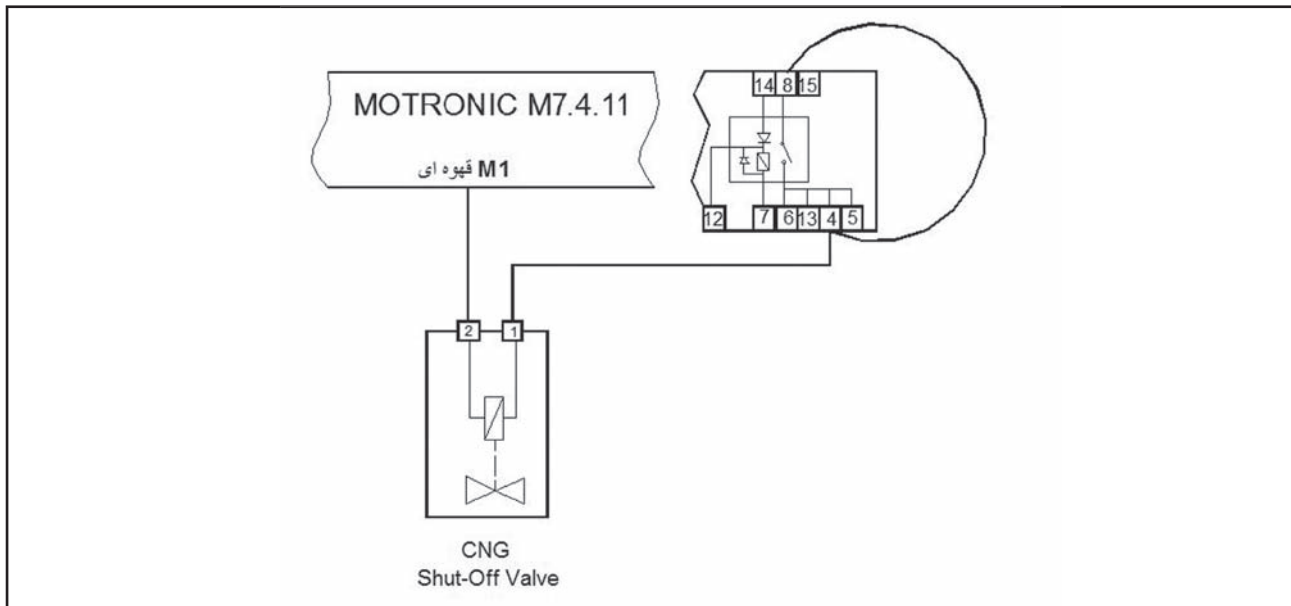 MOTRONIC M7.4.11
M1 قهوه ای
14 8 15
12 7 6 13 4 5
2 1
CNG
Shut-Off Valve